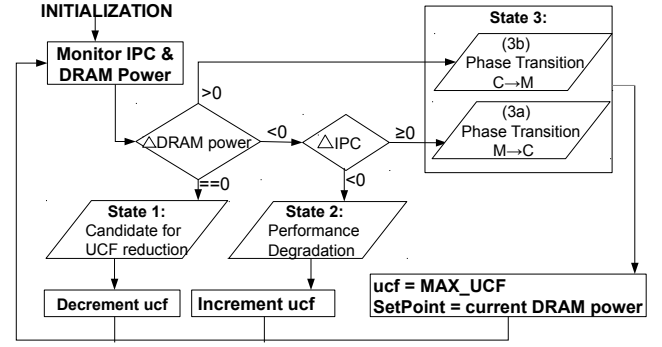 INITIALIZATION
Monitor IPC &
DRAM Power
State 3:
(3b)
Phase Transition
C→M
>0
(3a)
Phase Transition
M→C
△DRAM power
<0
△IPC
≥0
==0
<0
State 1:
Candidate for
UCF reduction
State 2:
Performance
Degradation
Decrement ucf
Increment ucf
ucf = MAX_UCF
SetPoint = current DRAM power